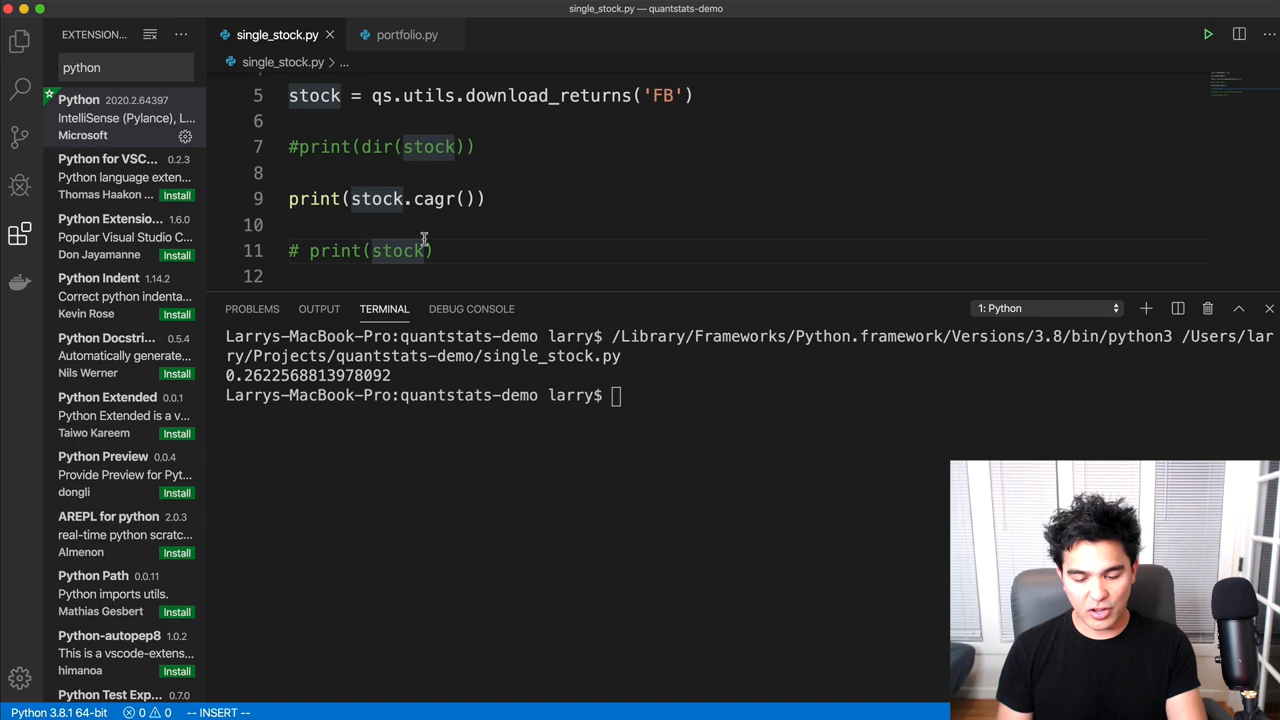 single_stock.py — quantstats-demo
EXTENSION...
python
Python 2020.2.64397
IntelliSense (Pylance), L...
Microsoft
Python for VSC... 0.2.3
Python language exten...
Thomas Haakon ... Install
Python Extensio... 1.6.0
Popular Visual Studio C...
Don Jayamanne Install
Python Indent 1.14.2
Correct python indenta...
Kevin Rose Install
Python Docstri... 0.5.4
Automatically generate...
Nils Werner Install
Python Extended 0.0.1
Python Extended is a v...
Taiwo Kareem Install
Python Preview 0.0.4
Provide Preview for Pyt...
dongli Install
AREPL for python 2.0.3
real-time python scratc...
Almenon Install
Python Path 0.0.11
Python imports utils.
Mathias Gesbert Install
Python-autopep8 1.0.2
This is a vscode-extens...
himanoa Install
Python Test Exp... 0.7.0
single_stock.py portfolio.py
single_stock.py > ...
5 stock = qs.utils.download_returns('FB')
6
7 #print(dir(stock))
8
9 print(stock.cagr())
10
11 # print(stock)
12
PROBLEMS OUTPUT TERMINAL DEBUG CONSOLE 1: Python
Larrys-MacBook-Pro:quantstats-demo larry$ /Library/Frameworks/Python.framework/Versions/3.8/bin/python3 /Users/lar
ry/Projects/quantstats-demo/single_stock.py
0.2622568813978092
Larrys-MacBook-Pro:quantstats-demo larry$
Python 3.8.1 64-bit 0 0 -- INSERT --